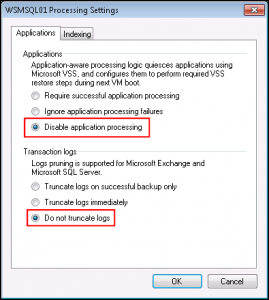 WSMSQL01 Processing Settings
Applications
Indexing
Applications
Application-aware processing logic quiesces applications using
Microsoft VSS, and configures them to perform required VSS
restore steps during next VM boot.
Require successful application processing
Ignore application processing failures
Disable application processing
Transaction logs
Logs pruning is supported for Microsoft Exchange and
Microsoft SQL Server.
Truncate logs on successful backup only
Truncate logs immediately
Do not truncate logs
OK
Cancel